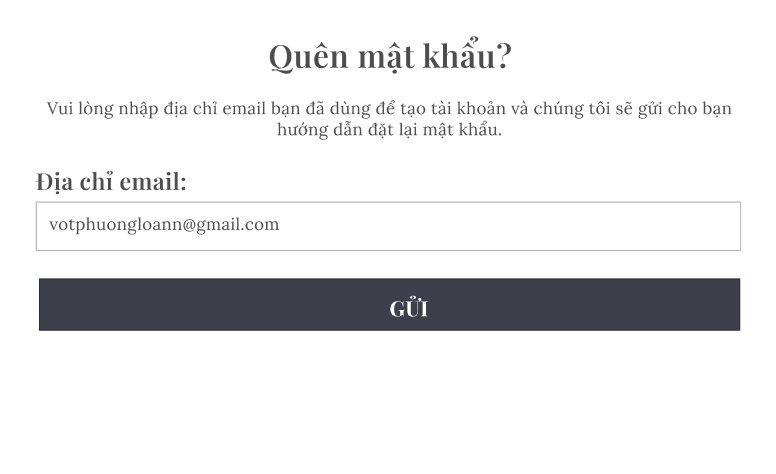 Quên mật khẩu?
Vui lòng nhập địa chỉ email bạn đã dùng để tạo tài khoản và chúng tôi sẽ gửi cho bạn
hướng dẫn đặt lại mật khẩu.
Địa chỉ email:
votphuongloann@gmail.com
GỬI